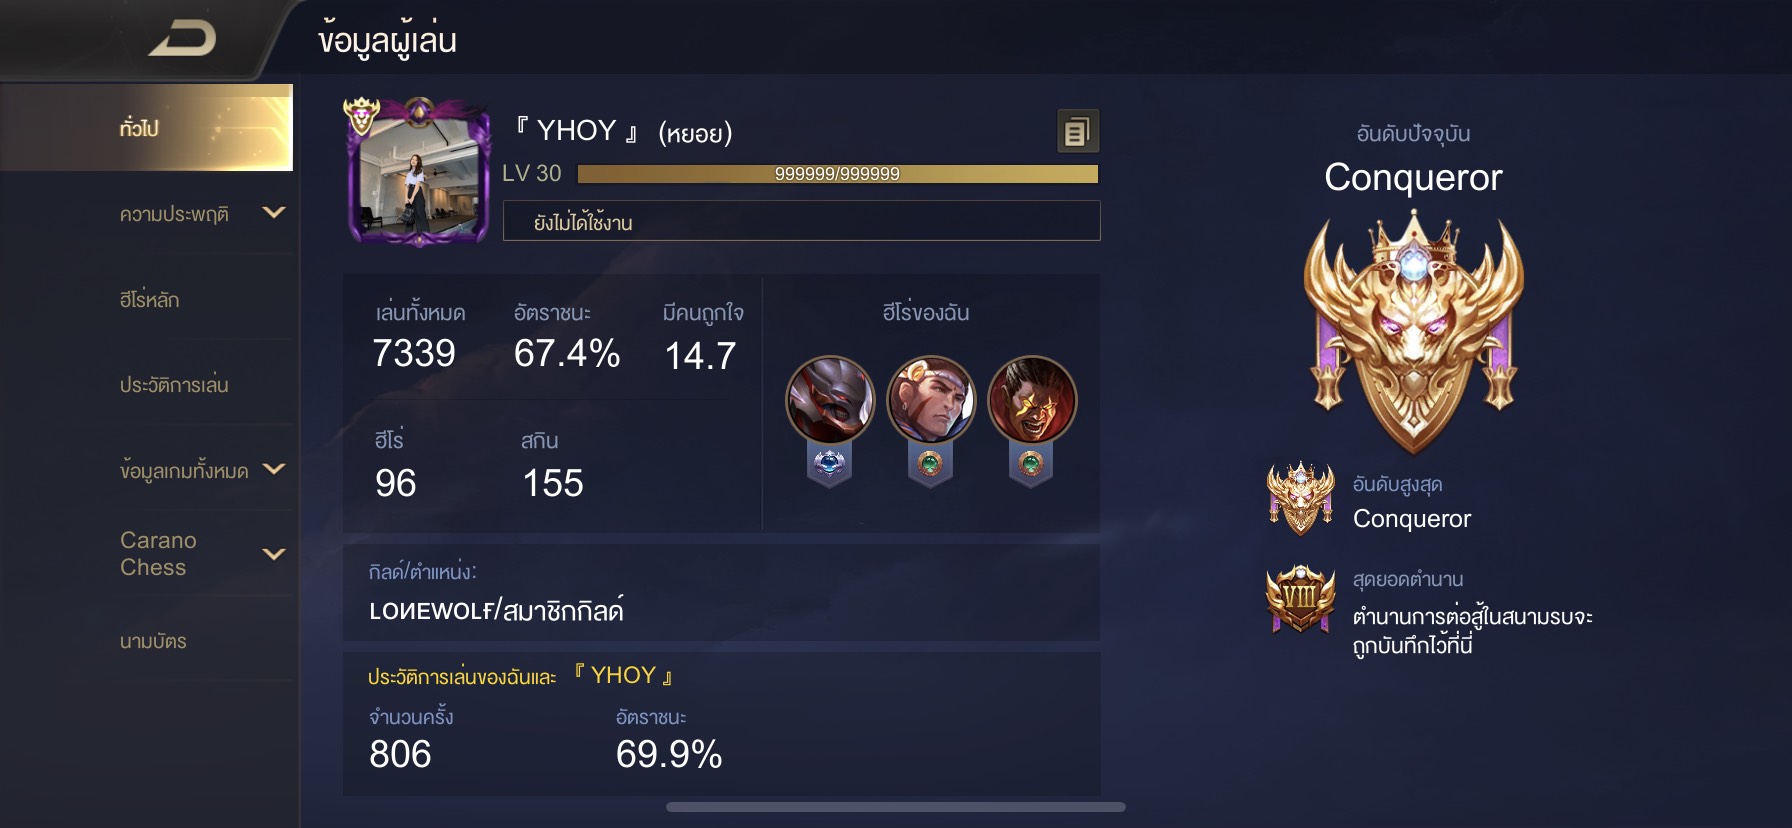 ข้อมูลผู้เล่น
ทั่วไป
ความประพฤติ
ฮีโร่หลัก
ประวัติการเล่น
ข้อมูลเกมทั้งหมด
Carano
Chess
นามบัตร
『 YHOY 』 (หยอย)
LV 30
999999/999999
ยังไม่ได้ใช้งาน
เล่นทั้งหมด อัตราชนะ มีคนถูกใจ
7339 67.4% 14.7
ฮีโร่ สกิน
96 155
ฮีโร่ของฉัน
กิลด์/ตำแหน่ง:
LOИEWOLF/สมาชิกกิลด์
ประวัติการเล่นของฉันและ 『 YHOY 』
จำนวนครั้ง อัตราชนะ
806 69.9%
อันดับปัจจุบัน
Conqueror
อันดับสูงสุด
Conqueror
VIII
สุดยอดตำนาน
ตำนานการต่อสู้ในสนามรบจะ
ถูกบันทึกไว้ที่นี่